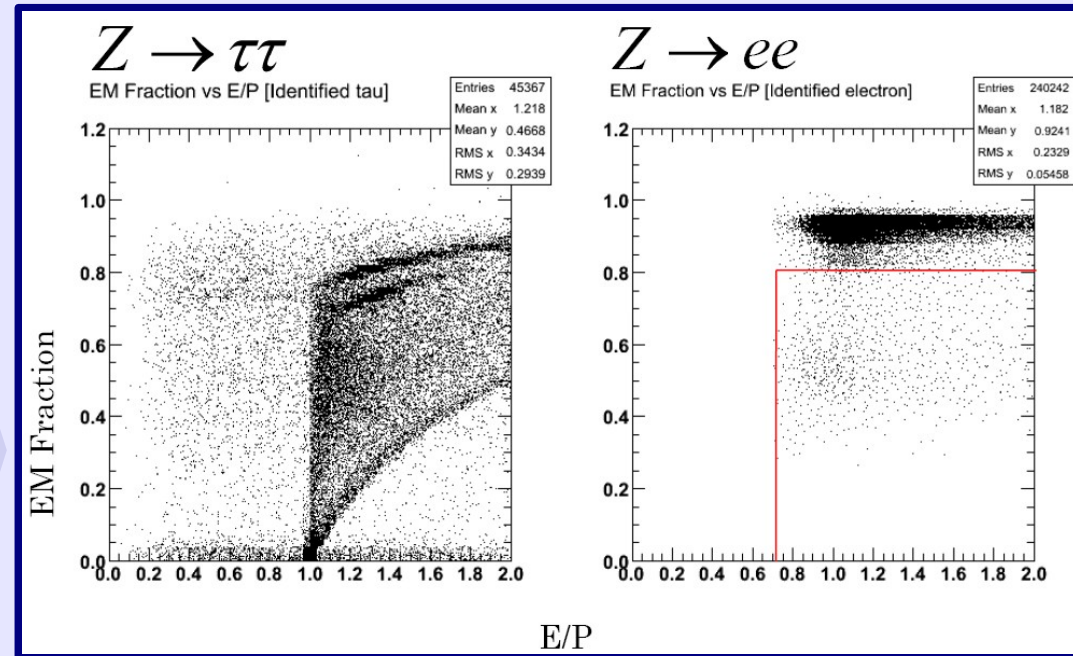 Z → ττ
EM Fraction vs E/P [Identified tau]
Entries 45367
Mean x 1.218
Mean y 0.4668
RMS x 0.3434
RMS y 0.2939
1.2
1.0
0.8
0.6
0.4
0.2
0.0
0.0 0.2 0.4 0.6 0.8 1.0 1.2 1.4 1.6 1.8 2.0
EM Fraction
Z → ee
EM Fraction vs E/P [Identified electron]
Entries 240242
Mean x 1.182
Mean y 0.9241
RMS x 0.2329
RMS y 0.05458
1.2
1.0
0.8
0.6
0.4
0.2
0.0
0.0 0.2 0.4 0.6 0.8 1.0 1.2 1.4 1.6 1.8 2.0
E/P